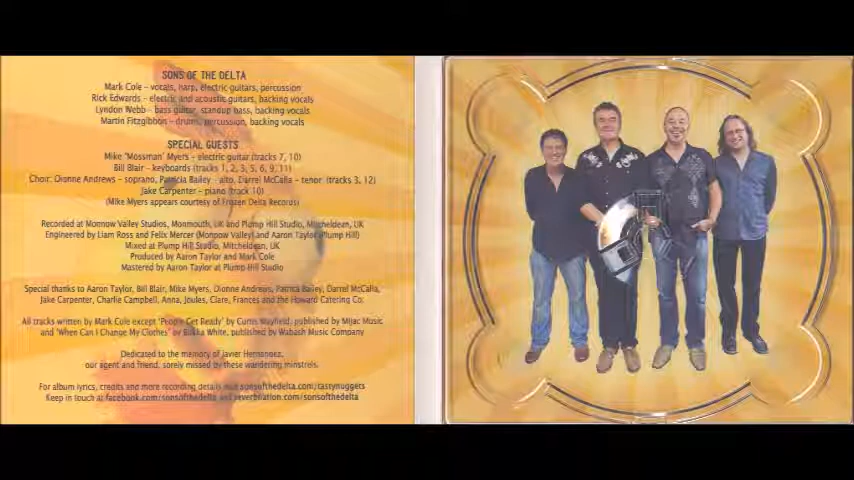 SONS OF THE DELTA
Mark Cole – vocals, harp, electric guitars, percussion
Rick Edwards – electric and acoustic guitars, backing vocals
Lyndon Webb – bass guitar, standup bass, backing vocals
Martin Fitzgibbon – drums, percussion, backing vocals
SPECIAL GUESTS
Mike 'Mossman' Myers – electric guitar (tracks 7, 10)
Bill Blair – keyboards (tracks 1, 2, 3, 5, 6, 9, 11)
Choir: Dionne Andrews – soprano, Patricia Bailey – alto, Darrel McCalla – tenor (tracks 3, 12)
Jake Carpenter – piano (track 10)
(Mike Myers appears courtesy of Frozen Delta Records)
Recorded at Monnow Valley Studios, Monmouth, UK and Plump Hill Studio, Mitcheldean, UK
Engineered by Liam Ross and Felix Mercer (Monnow Valley) and Aaron Taylor (Plump Hill)
Mixed at Plump Hill Studio, Mitcheldean, UK
Produced by Aaron Taylor and Mark Cole
Mastered by Aaron Taylor at Plump Hill Studio
Special thanks to Aaron Taylor, Bill Blair, Mike Myers, Dionne Andrews, Patricia Bailey, Darrel McCalla,
Jake Carpenter, Charlie Campbell, Anna, Joules, Clare, Frances and the Howard Catering Co.
All tracks written by Mark Cole except 'People Get Ready' by Curtis Mayfield, published by Mijac Music
and 'When Can I Change My Clothes' by Bukka White, published by Wabash Music Company
Dedicated to the memory of Javier Hernandez,
our agent and friend, sorely missed by these wandering minstrels.
For album lyrics, credits and more recording details visit sonsofthedelta.com/tastynuggets
Keep in touch at facebook.com/sonsofthedelta and reverbnation.com/sonsofthedelta